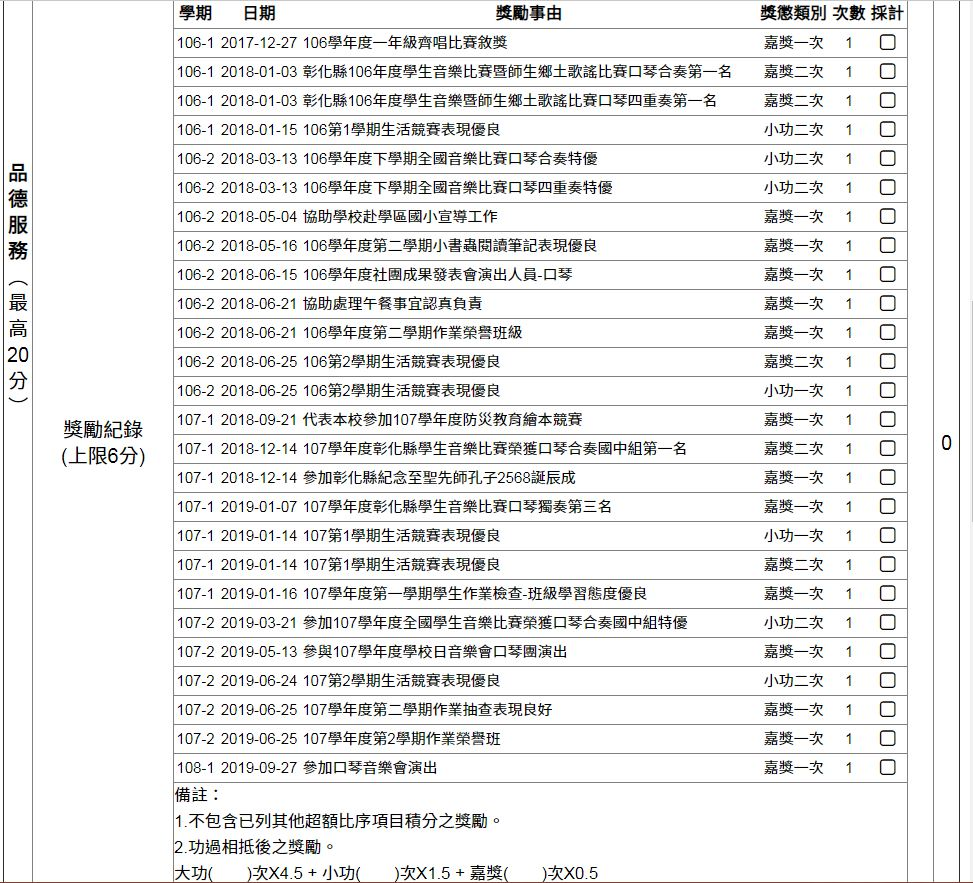 學期 日期 獎勵事由 獎懲類別 次數 採計
106-1 2017-12-27 106學年度一年級齊唱比賽敘獎 嘉獎一次 1
106-1 2018-01-03 彰化縣106年度學生音樂比賽暨師生鄉土歌謠比賽口琴合奏第一名 嘉獎二次 1
106-1 2018-01-03 彰化縣106年度學生音樂暨師生鄉土歌謠比賽口琴四重奏第一名 嘉獎二次 1
106-1 2018-01-15 106第1學期生活競賽表現優良 小功二次 1
106-2 2018-03-13 106學年度下學期全國音樂比賽口琴合奏特優 小功二次 1
106-2 2018-03-13 106學年度下學期全國音樂比賽口琴四重奏特優 小功二次 1
106-2 2018-05-04 協助學校赴學區國小宣導工作 嘉獎一次 1
106-2 2018-05-16 106學年度第二學期小書蟲閱讀筆記表現優良 嘉獎一次 1
106-2 2018-06-15 106學年度社團成果發表會演出人員-口琴 嘉獎一次 1
106-2 2018-06-21 協助處理午餐事宜認真負責 嘉獎一次 1
106-2 2018-06-21 106學年度第二學期作業榮譽班級 嘉獎一次 1
106-2 2018-06-25 106第2學期生活競賽表現優良 嘉獎二次 1
106-2 2018-06-25 106第2學期生活競賽表現優良 小功一次 1
107-1 2018-09-21 代表本校參加107學年度防災教育繪本競賽 嘉獎一次 1
107-1 2018-12-14 107學年度彰化縣學生音樂比賽榮獲口琴合奏國中組第一名 嘉獎二次 1
107-1 2018-12-14 參加彰化縣紀念至聖先師孔子2568誕辰成 嘉獎一次 1
107-1 2019-01-07 107學年度彰化縣學生音樂比賽口琴獨奏第三名 嘉獎一次 1
107-1 2019-01-14 107第1學期生活競賽表現優良 小功一次 1
107-1 2019-01-14 107第1學期生活競賽表現優良 嘉獎二次 1
107-1 2019-01-16 107學年度第一學期學生作業檢查-班級學習態度優良 嘉獎一次 1
107-2 2019-03-21 參加107學年度全國學生音樂比賽榮獲口琴合奏國中組特優 小功二次 1
107-2 2019-05-13 參與107學年度學校日音樂會口琴團演出 嘉獎一次 1
107-2 2019-06-24 107第2學期生活競賽表現優良 小功二次 1
107-2 2019-06-25 107學年度第二學期作業抽查表現良好 嘉獎一次 1
107-2 2019-06-25 107學年度第2學期作業榮譽班 嘉獎一次 1
108-1 2019-09-27 參加口琴音樂會演出 嘉獎一次 1
備註：
1.不包含已列其他超額比序項目積分之獎勵。
2.功過相抵後之獎勵。
大功( )次X4.5 + 小功( )次X1.5 + 嘉獎( )次X0.5
品德服務（最高20分）
獎勵紀錄
(上限6分)
0